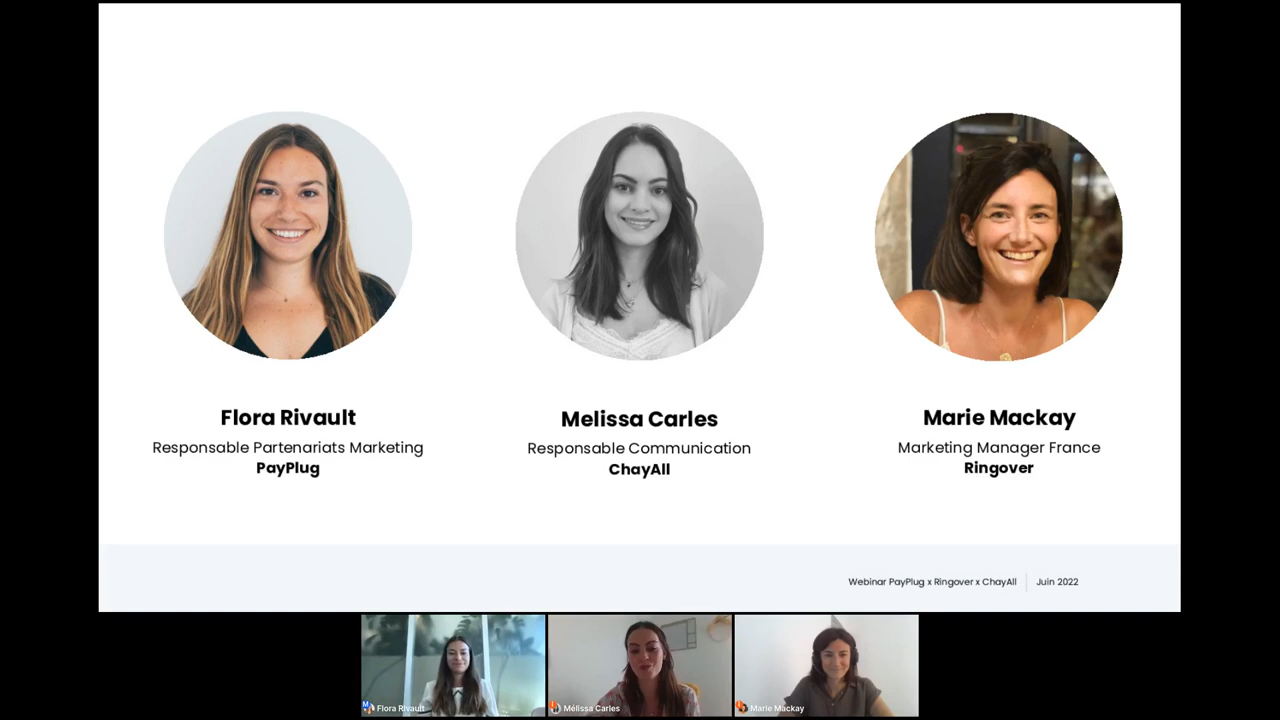 Flora Rivault
Responsable Partenariats Marketing
PayPlug
Melissa Carles
Responsable Communication
ChayAll
Marie Mackay
Marketing Manager France
Ringover
Webinar PayPlug x Ringover x ChayAll
Juin 2022
Flora Rivault
Mélissa Carles
Marie Mackay